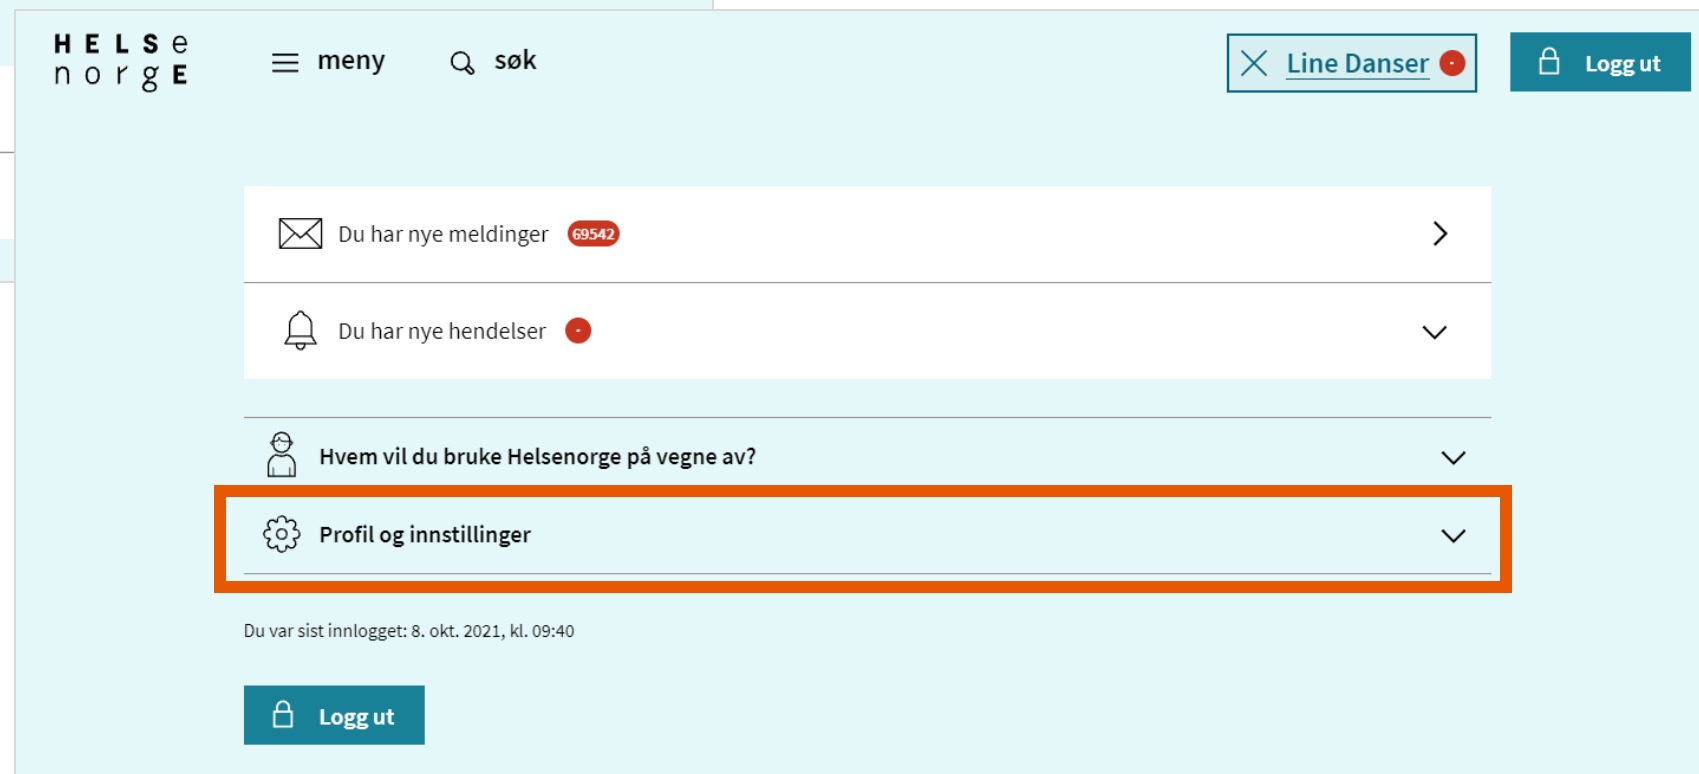 HELSe
norgE
meny
søk
Line Danser
Logg ut
Du har nye meldinger 69542
Du har nye hendelser
Hvem vil du bruke Helsenorge på vegne av?
Profil og innstillinger
Du var sist innlogget: 8. okt. 2021, kl. 09:40
Logg ut